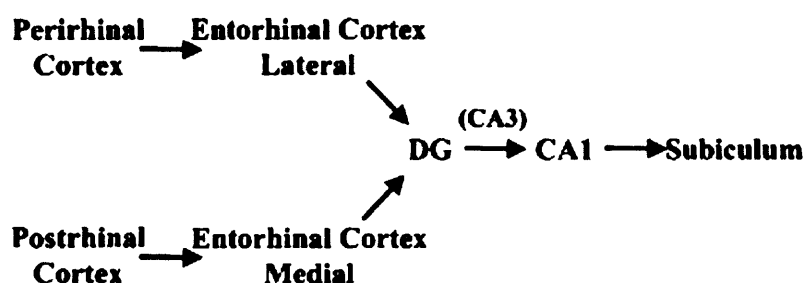 Perirhinal Entorhinal Cortex
Cortex Lateral
(CA3)
DG CA1 Subiculum
Postrhinal Entorhinal Cortex
Cortex Medial